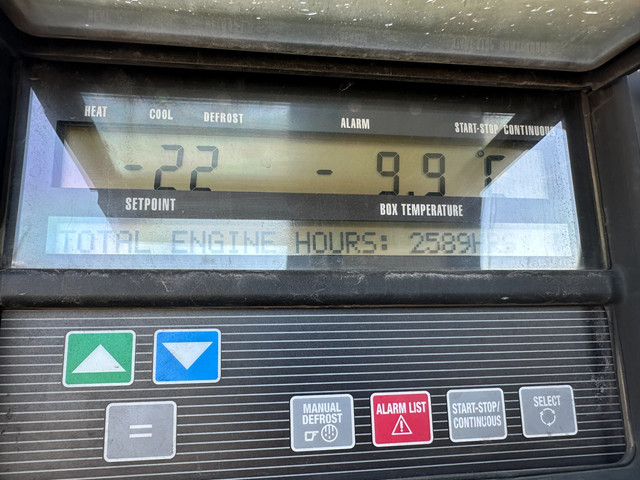 HEAT COOL DEFROST ALARM START-STOP CONTINUOUS
-22 - 9.9 °C
SETPOINT BOX TEMPERATURE
TOTAL ENGINE HOURS: 2589HRS
MANUAL DEFROST
ALARM LIST
START-STOP/
CONTINUOUS
SELECT
=